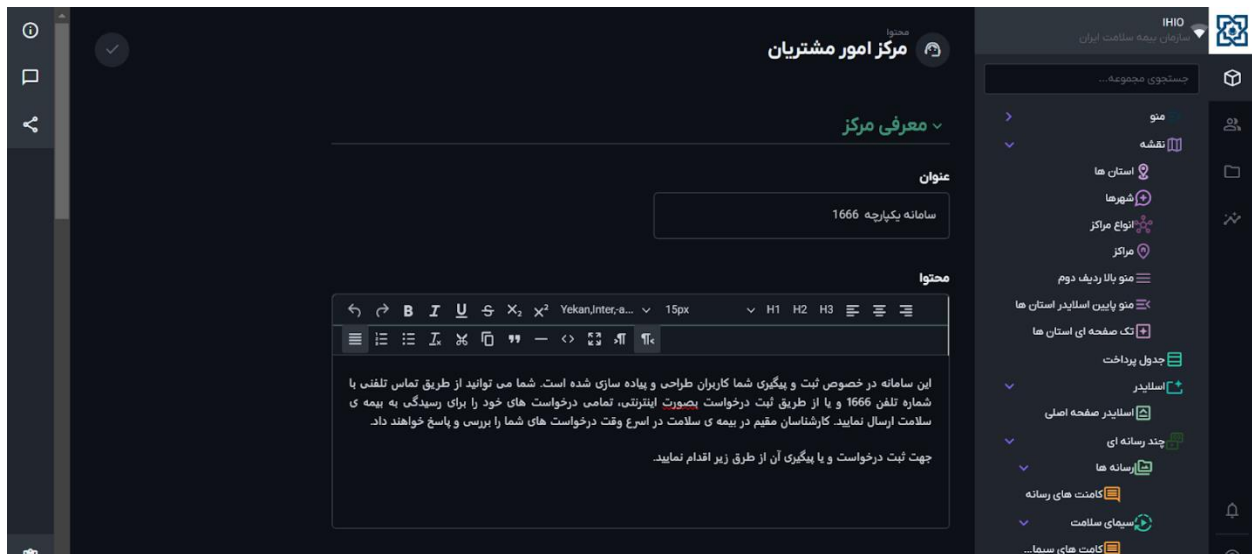 IHIO
سازمان بیمه سلامت ایران
جستجوی مجموعه...
منو
نقشه
استان ها
شهرها
انواع مراکز
مراکز
منو بالا ردیف دوم
منو پایین اسلایدر استان ها
تک صفحه ای استان ها
جدول پرداخت
اسلایدر
اسلایدر صفحه اصلی
چند رسانه ای
رسانه ها
کامنت های رسانه
سیمای سلامت
کامت های سیما...
محتوا
مرکز امور مشتریان
معرفی مرکز
عنوان
سامانه یکپارچه 1666
محتوا
B I U S X₂ X² Yekan,Inter,-a... 15px H1 H2 H3
این سامانه در خصوص ثبت و پیگیری شما کاربران طراحی و پیاده سازی شده است. شما می توانید از طریق تماس تلفنی با
شماره تلفن 1666 و یا از طریق ثبت درخواست بصورت اینترنتی، تمامی درخواست های خود را برای رسیدگی به بیمه ی
سلامت ارسال نمایید. کارشناسان مقیم در بیمه ی سلامت در اسرع وقت درخواست های شما را بررسی و پاسخ خواهند داد.
جهت ثبت درخواست و یا پیگیری آن از طرق زیر اقدام نمایید.